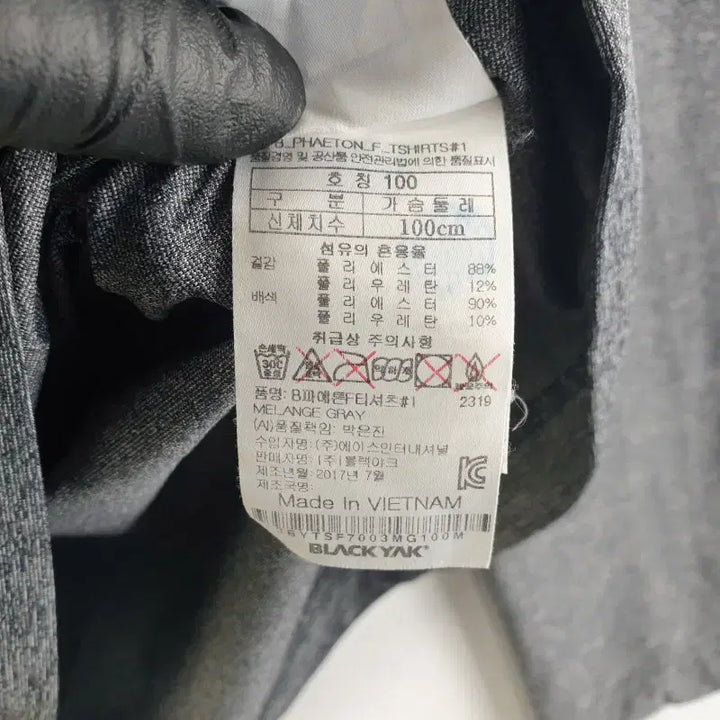 B_PHAETON_F_TSHIRTS#1
품질경영 및 공산품 안전관리법에 의한 품질표시
호 칭 100
구 분 가슴둘레
신체치수 100cm
섬유의 혼용율
겉감 폴리에스터 88%
폴리우레탄 12%
배색 폴리에스터 90%
폴리우레탄 10%
취급상 주의사항
손세탁
30℃
중성
품명: B파에톤F티셔츠#1 2319
MELANGE GRAY
(A)품질책임: 박은진
수입자명: (주)에이스인터내셔널
판매자명: (주)블랙야크
제조년월: 2017년 7월
제조국명:
Made In VIETNAM
BYTSF7003MG100M
BLACKYAK®